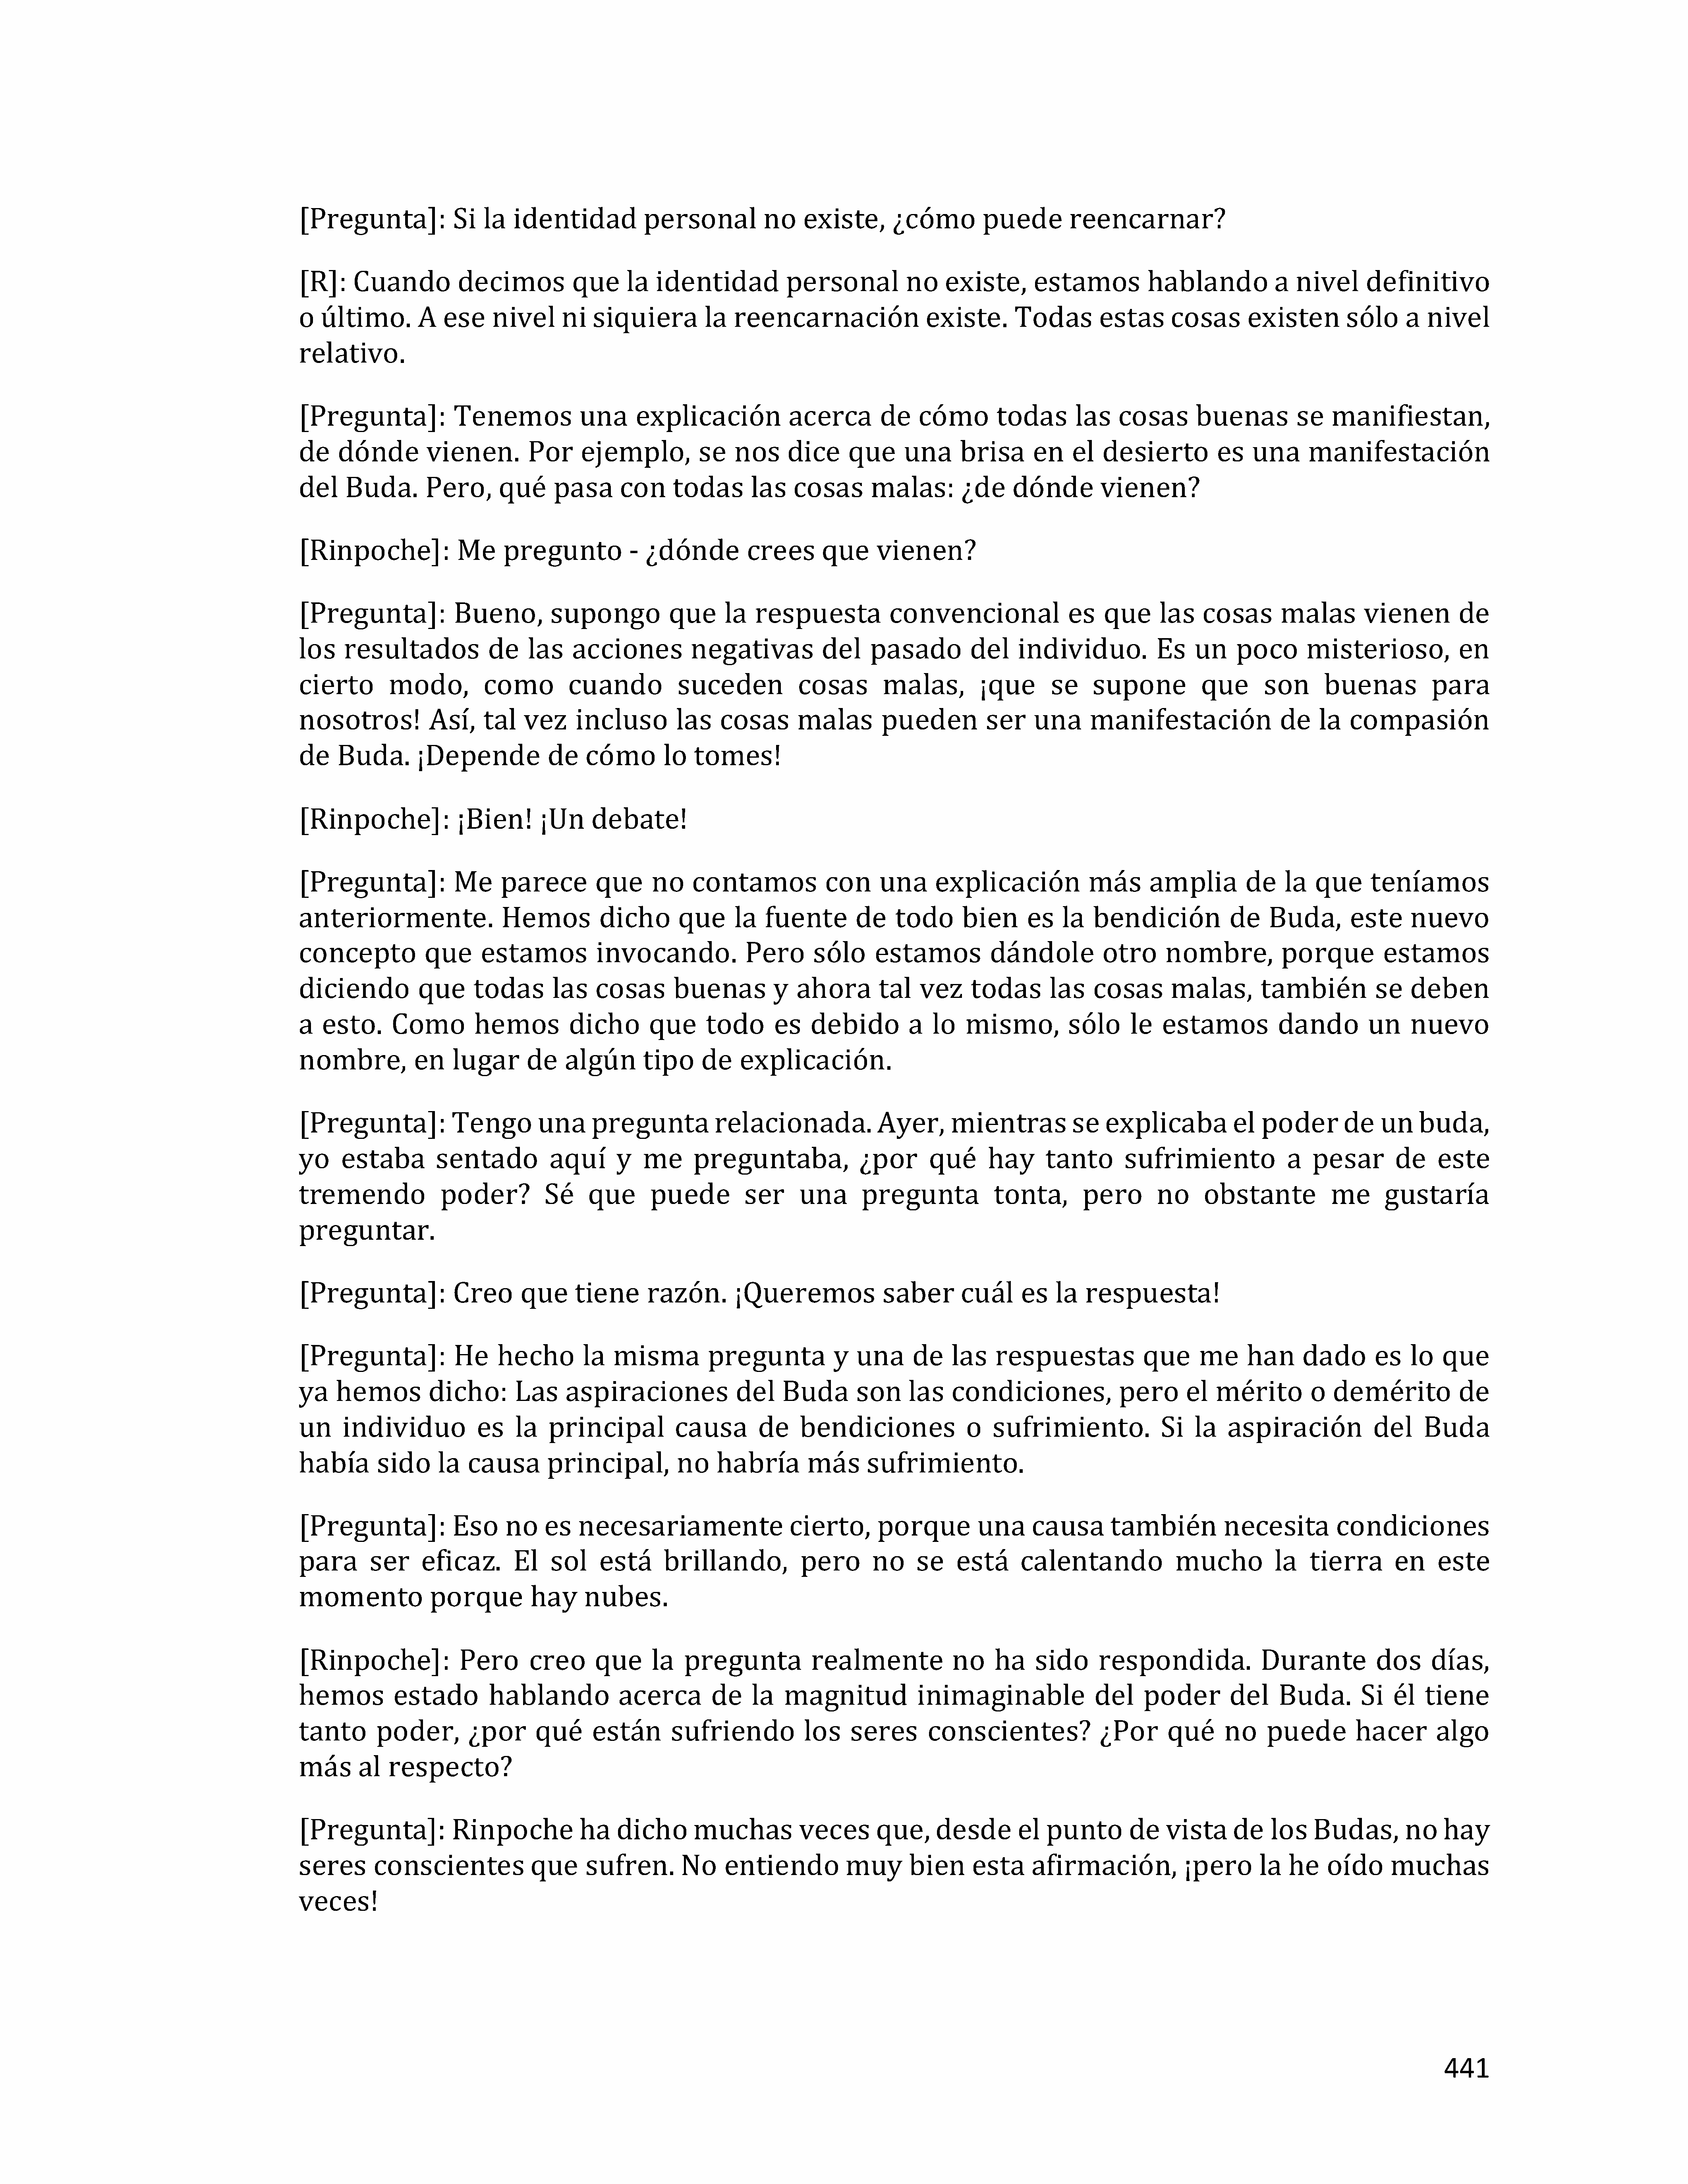 [Pregunta]: Si la identidad personal no existe, ¿cómo puede reencarnar?
[R]: Cuando decimos que la identidad personal no existe, estamos hablando a nivel definitivo
o último. A ese nivel ni siquiera la reencarnación existe. Todas estas cosas existen sólo a nivel
relativo.
[Pregunta]: Tenemos una explicación acerca de cómo todas las cosas buenas se manifiestan,
de dónde vienen. Por ejemplo, se nos dice que una brisa en el desierto es una manifestación
del Buda. Pero, qué pasa con todas las cosas malas: ¿de dónde vienen?
[Rinpoche]: Me pregunto - ¿dónde crees que vienen?
[Pregunta]: Bueno, supongo que la respuesta convencional es que las cosas malas vienen de
los resultados de las acciones negativas del pasado del individuo. Es un poco misterioso, en
cierto modo, como cuando suceden cosas malas, ¡que se supone que son buenas para
nosotros! Así, tal vez incluso las cosas malas pueden ser una manifestación de la compasión
de Buda. ¡Depende de cómo lo tomes!
[Rinpoche]: ¡Bien! ¡Un debate!
[Pregunta]: Me parece que no contamos con una explicación más amplia de la que teníamos
anteriormente. Hemos dicho que la fuente de todo bien es la bendición de Buda, este nuevo
concepto que estamos invocando. Pero sólo estamos dándole otro nombre, porque estamos
diciendo que todas las cosas buenas y ahora tal vez todas las cosas malas, también se deben
a esto. Como hemos dicho que todo es debido a lo mismo, sólo le estamos dando un nuevo
nombre, en lugar de algún tipo de explicación.
[Pregunta]: Tengo una pregunta relacionada. Ayer, mientras se explicaba el poder de un buda,
yo estaba sentado aquí y me preguntaba, ¿por qué hay tanto sufrimiento a pesar de este
tremendo poder? Sé que puede ser una pregunta tonta, pero no obstante me gustaría
preguntar.
[Pregunta]: Creo que tiene razón. ¡Queremos saber cuál es la respuesta!
[Pregunta]: He hecho la misma pregunta y una de las respuestas que me han dado es lo que
ya hemos dicho: Las aspiraciones del Buda son las condiciones, pero el mérito o demérito de
un individuo es la principal causa de bendiciones o sufrimiento. Si la aspiración del Buda
había sido la causa principal, no habría más sufrimiento.
[Pregunta]: Eso no es necesariamente cierto, porque una causa también necesita condiciones
para ser eficaz. El sol está brillando, pero no se está calentando mucho la tierra en este
momento porque hay nubes.
[Rinpoche]: Pero creo que la pregunta realmente no ha sido respondida. Durante dos días,
hemos estado hablando acerca de la magnitud inimaginable del poder del Buda. Si él tiene
tanto poder, ¿por qué están sufriendo los seres conscientes? ¿Por qué no puede hacer algo
más al respecto?
[Pregunta]: Rinpoche ha dicho muchas veces que, desde el punto de vista de los Budas, no hay
seres conscientes que sufren. No entiendo muy bien esta afirmación, ¡pero la he oído muchas
veces!
441